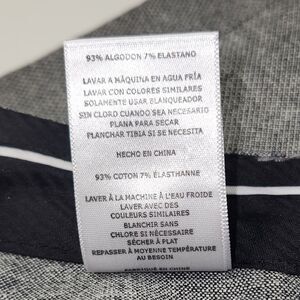 93% ALGODON 7% ELASTANO
LAVAR A MÁQUINA EN AGUA FRÍA
LAVAR CON COLORES SIMILARES
SOLAMENTE USAR BLANQUEADOR
SIN CLORO CUANDO SEA NECESARIO
PLANA PARA SECAR
PLANCHAR TIBIA SI SE NECESITA
HECHO EN CHINA
93% COTON 7% ÉLASTHANNE
LAVER À LA MACHINE À L'EAU FROIDE
LAVER AVEC DES
COULEURS SIMILAIRES
BLANCHIR SANS
CHLORE SI NÉCESSAIRE
SÉCHER À PLAT
REPASSER À MOYENNE TEMPÉRATURE
AU BESOIN
FABRIQUÉ EN CHINE